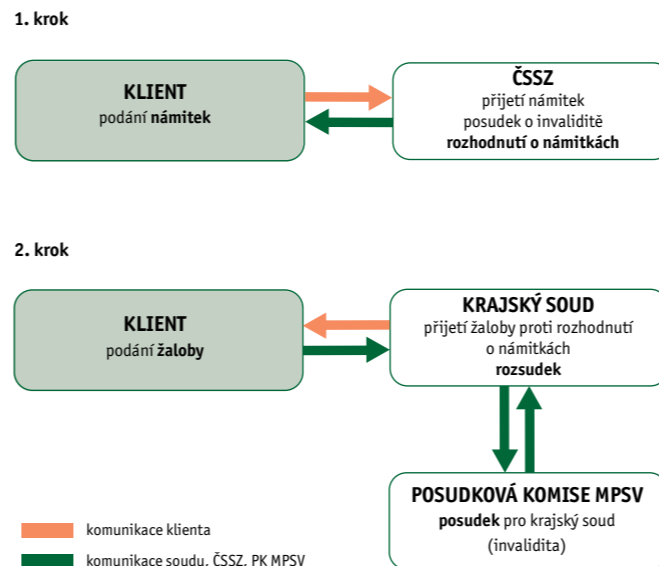 1. krok
KLIENT
podání námitek
ČSSZ
přijetí námitek
posudek o invaliditě
rozhodnutí o námitkách
2. krok
KLIENT
podání žaloby
KRAJSKÝ SOUD
přijetí žaloby proti rozhodnutí
o námitkách
rozsudek
POSUDKOVÁ KOMISE MPSV
posudek pro krajský soud
(invalidita)
komunikace klienta
komunikace soudu, ČSSZ, PK MPSV